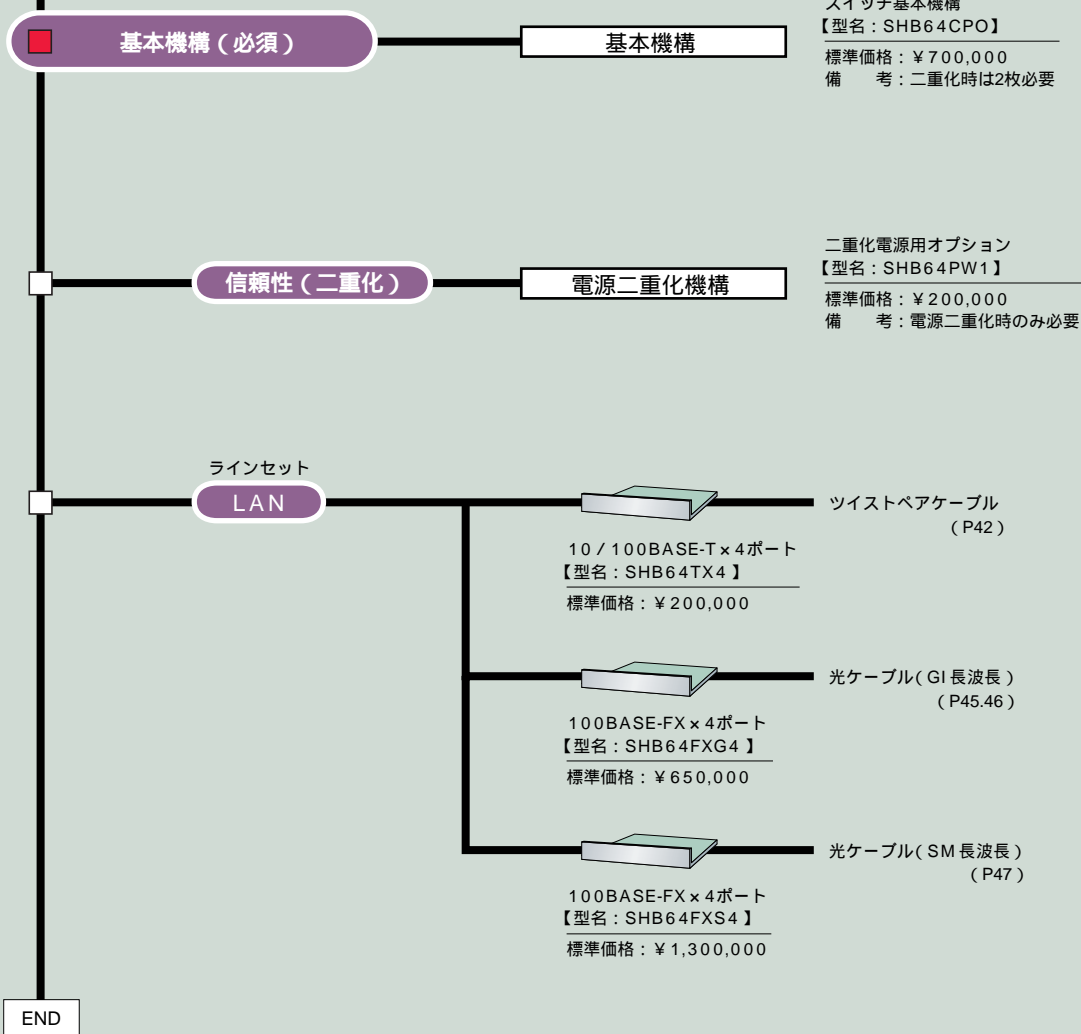 スイッチ基本機構
基本機構（必須）
基本機構
【型名：SHB64CPO】
標準価格：¥700,000
備　　考：二重化時は2枚必要
二重化電源用オプション
信頼性（二重化）
電源二重化機構
【型名：SHB64PW1】
標準価格：¥200,000
備　　考：電源二重化時のみ必要
ラインセット
LAN
ツイストペアケーブル
（P42）
10／100BASE-T×4ポート
【型名：SHB64TX4】
標準価格：¥200,000
光ケーブル（GI長波長）
（P45.46）
100BASE-FX×4ポート
【型名：SHB64FXG4】
標準価格：¥650,000
光ケーブル（SM長波長）
（P47）
100BASE-FX×4ポート
【型名：SHB64FXS4】
標準価格：¥1,300,000
END